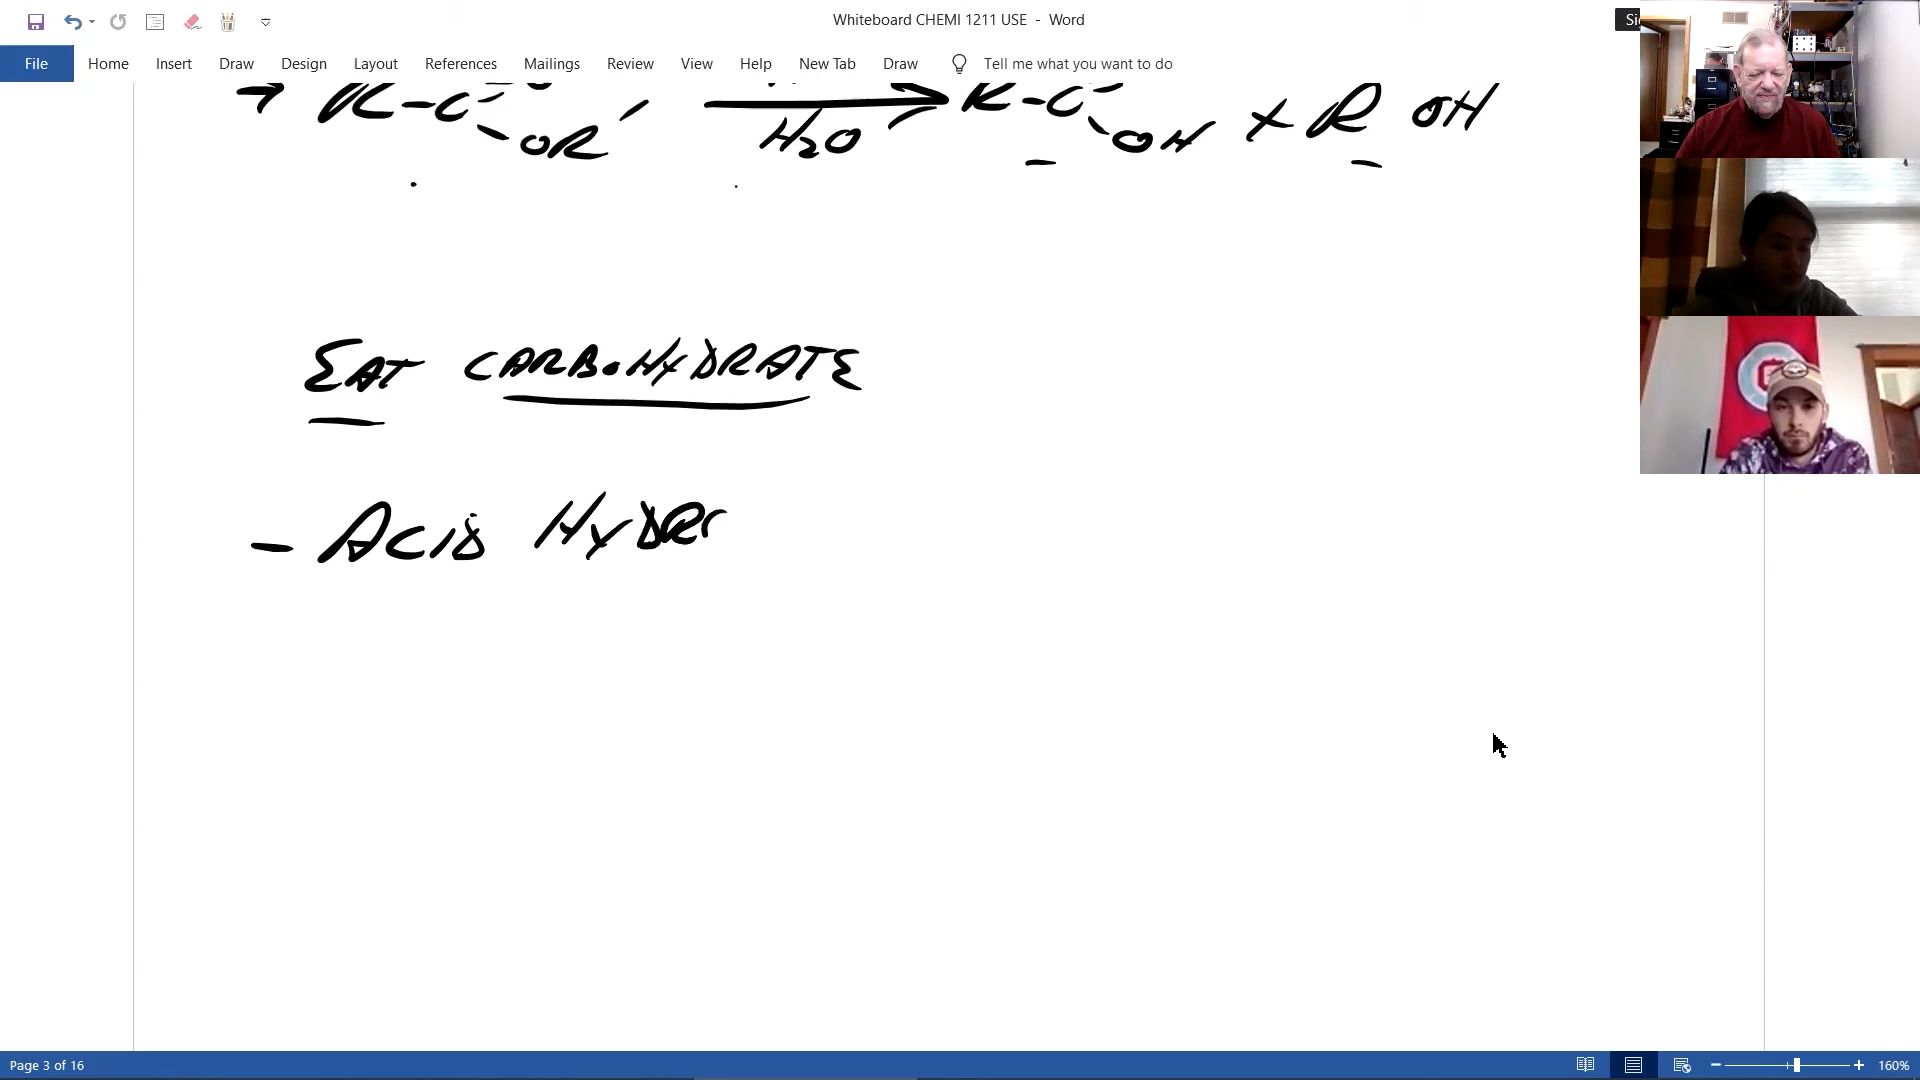 Whiteboard CHEMI 1211 USE - Word
File Home Insert Draw Design Layout References Mailings Review View Help New Tab Draw Tell me what you want to do
→ R-C -OR' H2O R-C -OH + R OH
EAT CARBOHYDRATE
- ACID HYDR
Page 3 of 16
160%